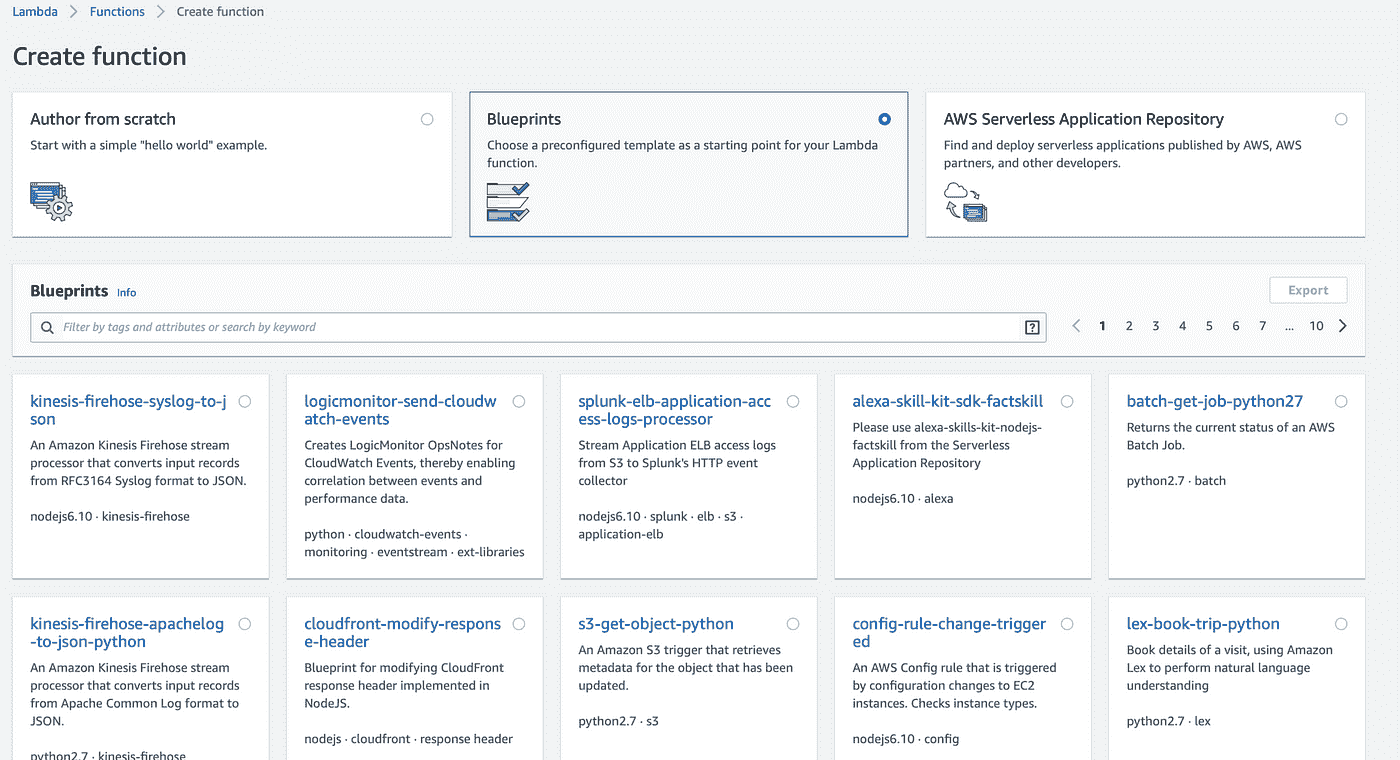 Lambda > Functions > Create function
Create function
Author from scratch
Start with a simple "hello world" example.
Blueprints
Choose a preconfigured template as a starting point for your Lambda
function.
AWS Serverless Application Repository
Find and deploy serverless applications published by AWS, AWS
partners, and other developers.
Blueprints Info
Export
Filter by tags and attributes or search by keyword
?
< 1 2 3 4 5 6 7 ... 10 >
kinesis-firehose-syslog-to-j
son
An Amazon Kinesis Firehose stream
processor that converts input records
from RFC3164 Syslog format to JSON.
nodejs6.10 · kinesis-firehose
logicmonitor-send-cloudw
atch-events
Creates LogicMonitor OpsNotes for
CloudWatch Events, thereby enabling
correlation between events and
performance data.
python · cloudwatch-events ·
monitoring · eventstream · ext-libraries
splunk-elb-application-acc
ess-logs-processor
Stream Application ELB access logs
from S3 to Splunk's HTTP event
collector
nodejs6.10 · splunk · elb · s3 ·
application-elb
alexa-skill-kit-sdk-factskill
Please use alexa-skills-kit-nodejs-
factskill from the Serverless
Application Repository
nodejs6.10 · alexa
batch-get-job-python27
Returns the current status of an AWS
Batch Job.
python2.7 · batch
kinesis-firehose-apachelog
-to-json-python
An Amazon Kinesis Firehose stream
processor that converts input records
from Apache Common Log format to
JSON.
python2.7 · kinesis-firehose
cloudfront-modify-respons
e-header
Blueprint for modifying CloudFront
response header implemented in
NodeJS.
nodejs · cloudfront · response header
s3-get-object-python
An Amazon S3 trigger that retrieves
metadata for the object that has been
updated.
python2.7 · s3
config-rule-change-trigger
ed
An AWS Config rule that is triggered
by configuration changes to EC2
instances. Checks instance types.
nodejs6.10 · config
lex-book-trip-python
Book details of a visit, using Amazon
Lex to perform natural language
understanding
python2.7 · lex